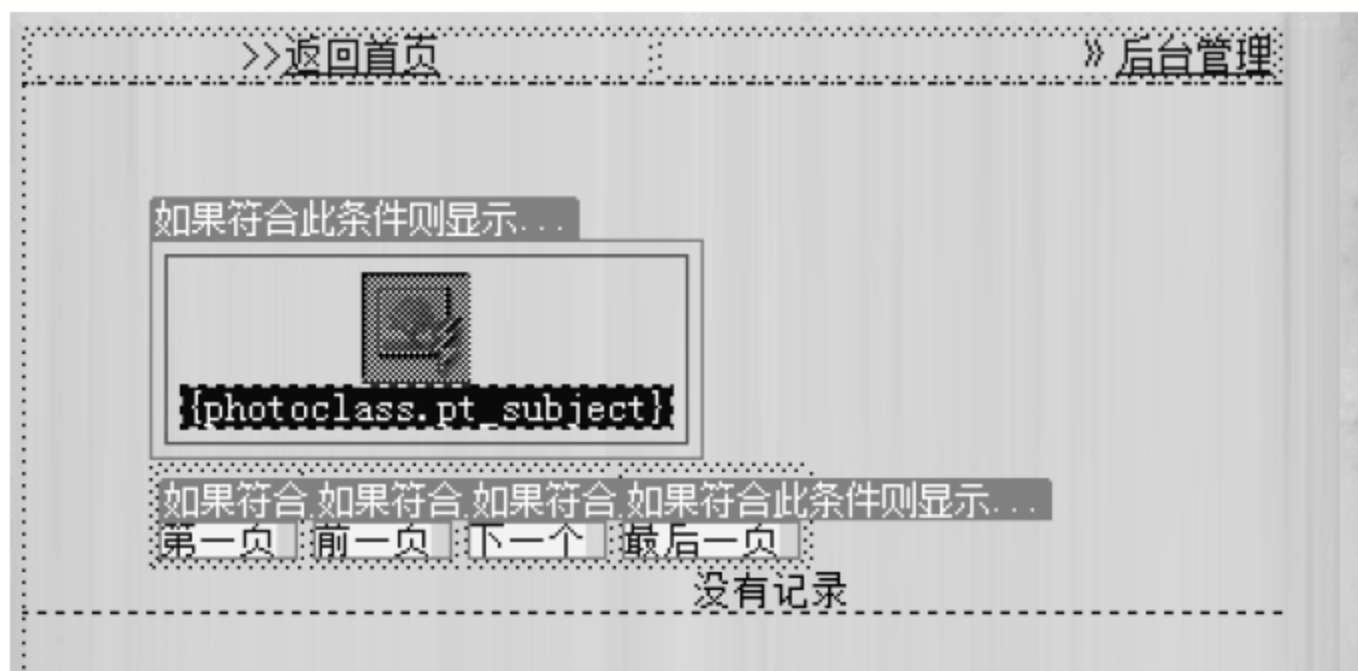 >>返回首页 》后台管理
如果符合此条件则显示...
{photoclass.pt_subject}
如果符合 如果符合 如果符合 如果符合此条件则显示...
第一页 前一页 下一个 最后一页
没有记录